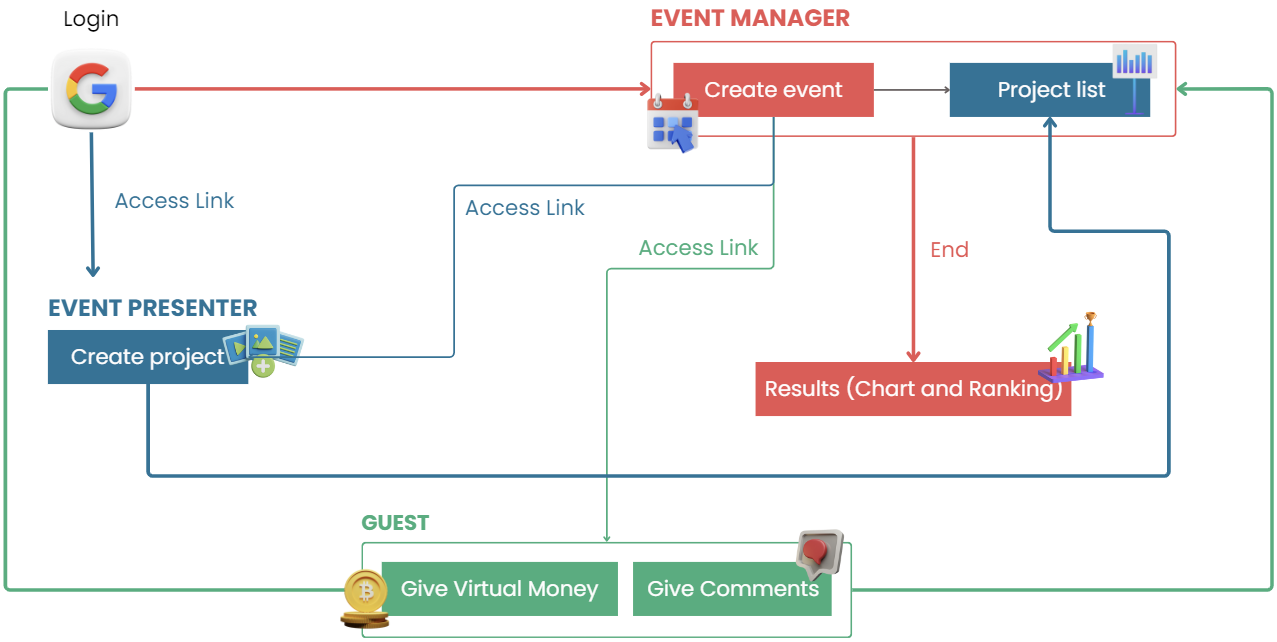 Login
EVENT MANAGER
Create event
Project list
Access Link
Access Link
Access Link
End
EVENT PRESENTER
Create project
Results (Chart and Ranking)
GUEST
Give Virtual Money
Give Comments